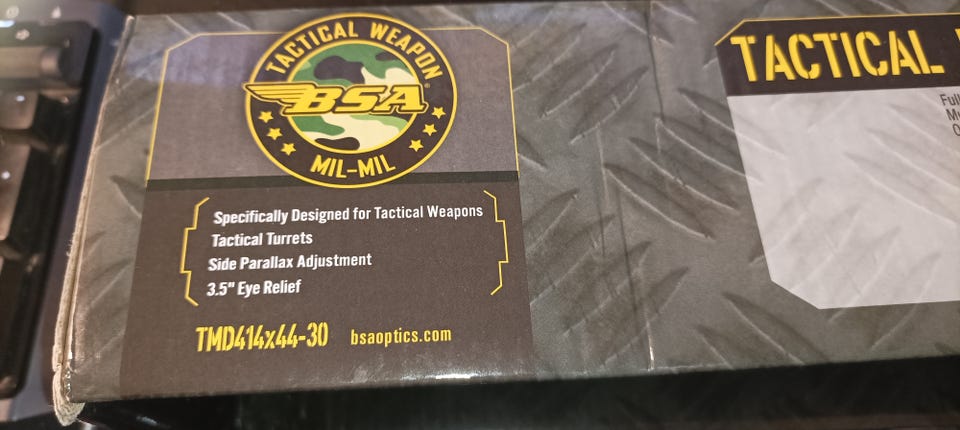 TACTICAL WEAPON
BSA
MIL-MIL
Specifically Designed for Tactical Weapons
Tactical Turrets
Side Parallax Adjustment
3.5" Eye Relief
TMD414x44-30 bsaoptics.com
TACTICAL